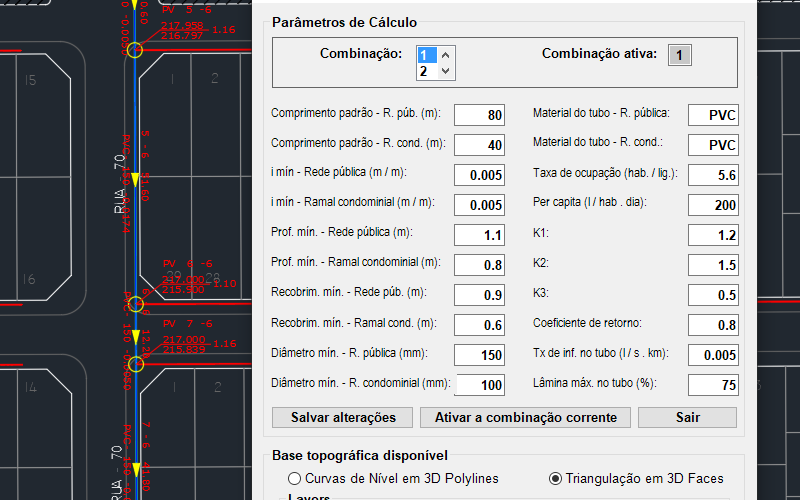 PV 5 -6
217.958
216.797
1.16
15
1
2
RUA - 70
5 - 6
16
29
28
PV 6 -6
217.000
215.900
1.10
PV 7 -6
217.000
215.839
1.16
14
1
2
7 - 6
RUA - 70
Parâmetros de Cálculo
Combinação:
1
2
Combinação ativa:
1
Comprimento padrão - R. púb. (m):
80
Material do tubo - R. pública:
PVC
Comprimento padrão - R. cond. (m):
40
Material do tubo - R. cond.:
PVC
i mín - Rede pública (m / m):
0.005
Taxa de ocupação (hab. / lig.):
5.6
i mín - Ramal condominial (m / m):
0.005
Per capita (l / hab . dia):
200
Prof. mín. - Rede pública (m):
1.1
K1:
1.2
Prof. mín. - Ramal condominial (m):
0.8
K2:
1.5
Recobrim. mín. - Rede púb. (m):
0.9
K3:
0.5
Recobrim. mín. - Ramal cond. (m):
0.6
Coeficiente de retorno:
0.8
Diâmetro mín. - R. pública (mm):
150
Tx de inf. no tubo (l / s . km):
0.005
Diâmetro mín. - R. condominial (mm):
100
Lâmina máx. no tubo (%):
75
Salvar alterações
Ativar a combinação corrente
Sair
Base topográfica disponível
Curvas de Nível em 3D Polylines
Triangulação em 3D Faces
Layers